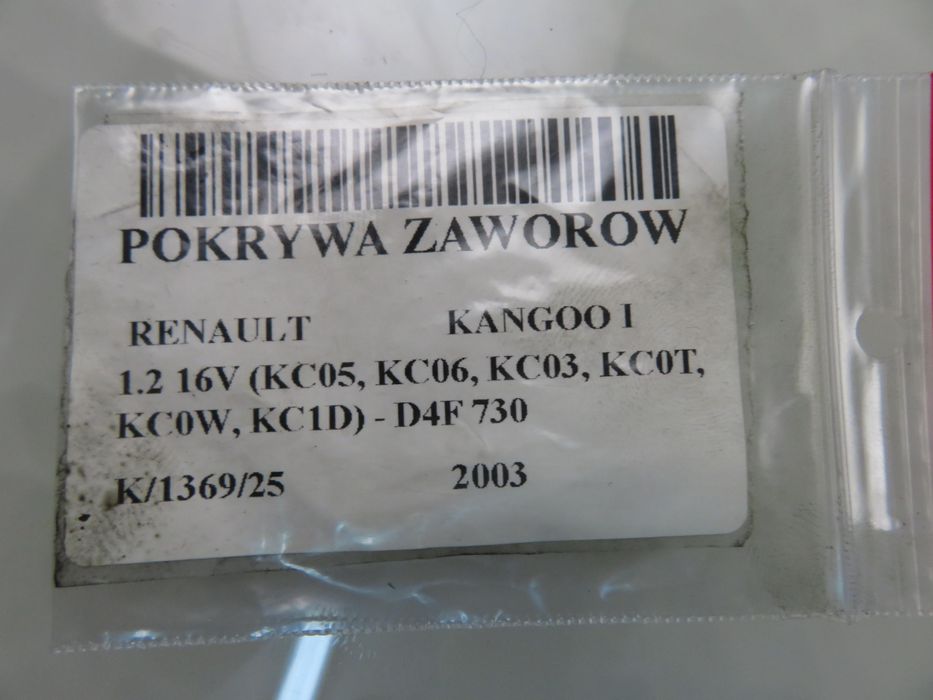 POKRYWA ZAWOROW
RENAULT KANGOO I
1.2 16V (KC05, KC06, KC03, KC0T,
KC0W, KC1D) - D4F 730
K/1369/25 2003